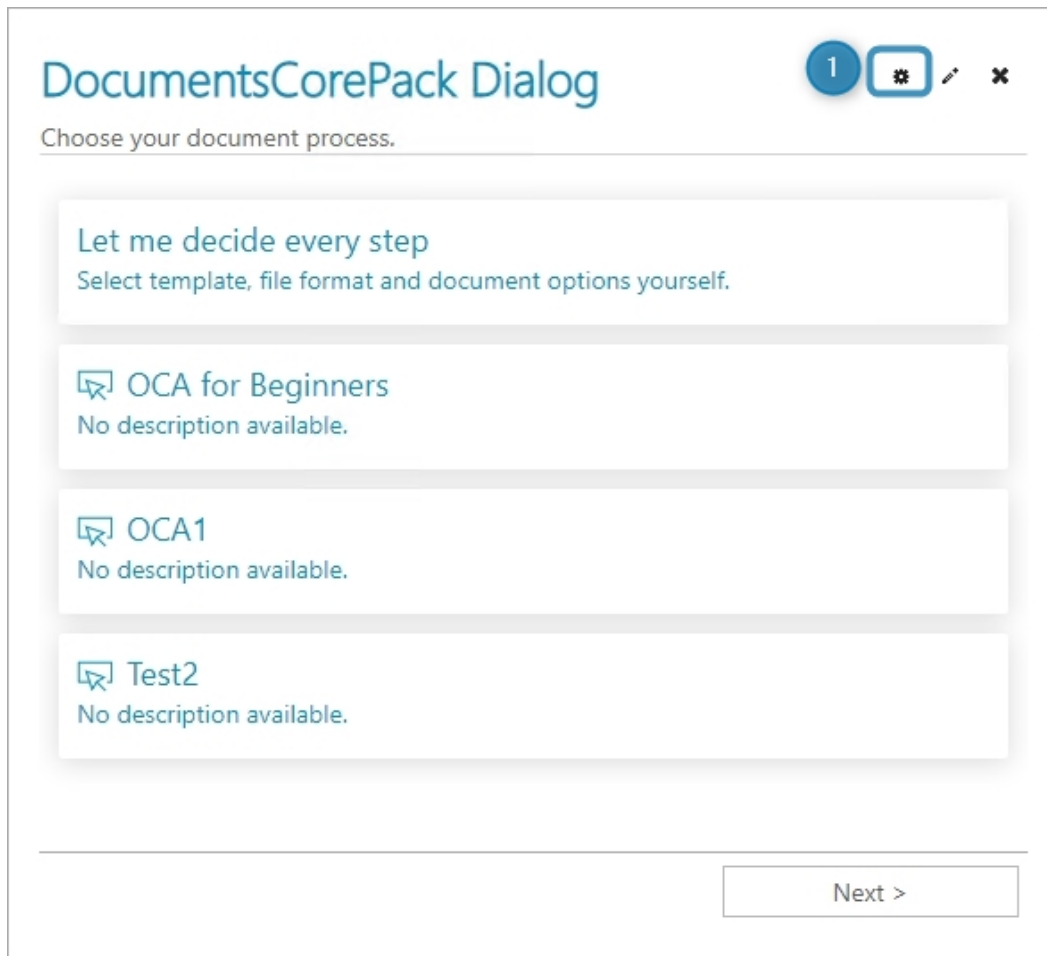 DocumentsCorePack Dialog
1
Choose your document process.
Let me decide every step
Select template, file format and document options yourself.
OCA for Beginners
No description available.
OCA1
No description available.
Test2
No description available.
Next >